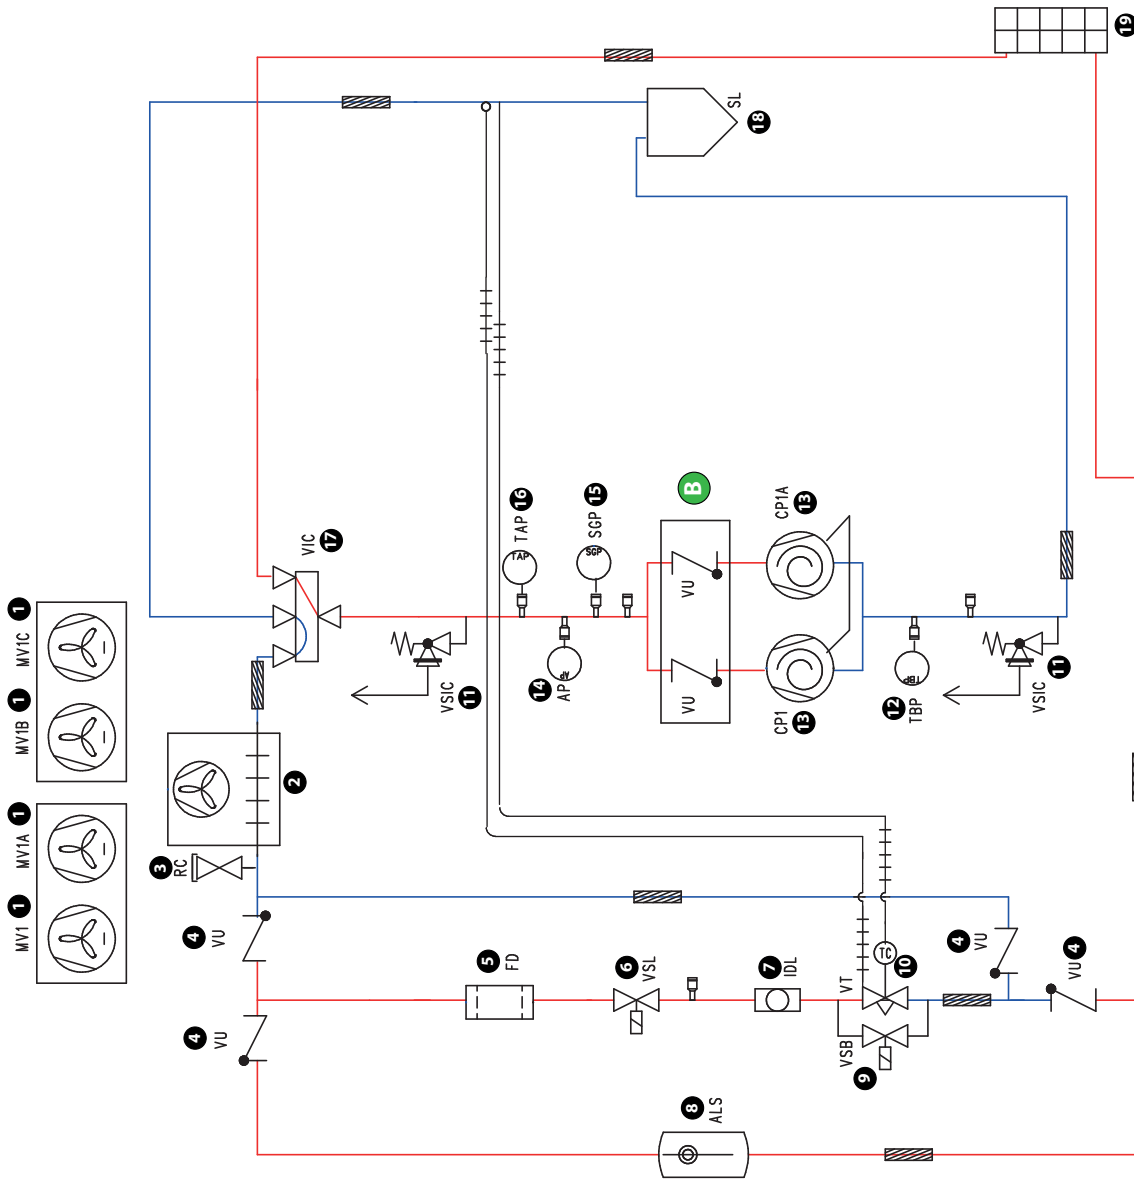 19
SL
18
MV1C 1
MV1B 1
MV1A 1
MV1 1
VIC 17
2
3
RC
4
VU
4
VU
TAP 16
TAP
SGP 15
SGP
14
AP
AP
VSIC
11
B
VU
VU
CP1A
13
CP1
13
12
TBP
TBP
VSIC
11
5
FD
6
VSL
7
IDL
VT
TC
10
VSB
9
4
VU
VU 4
8
ALS